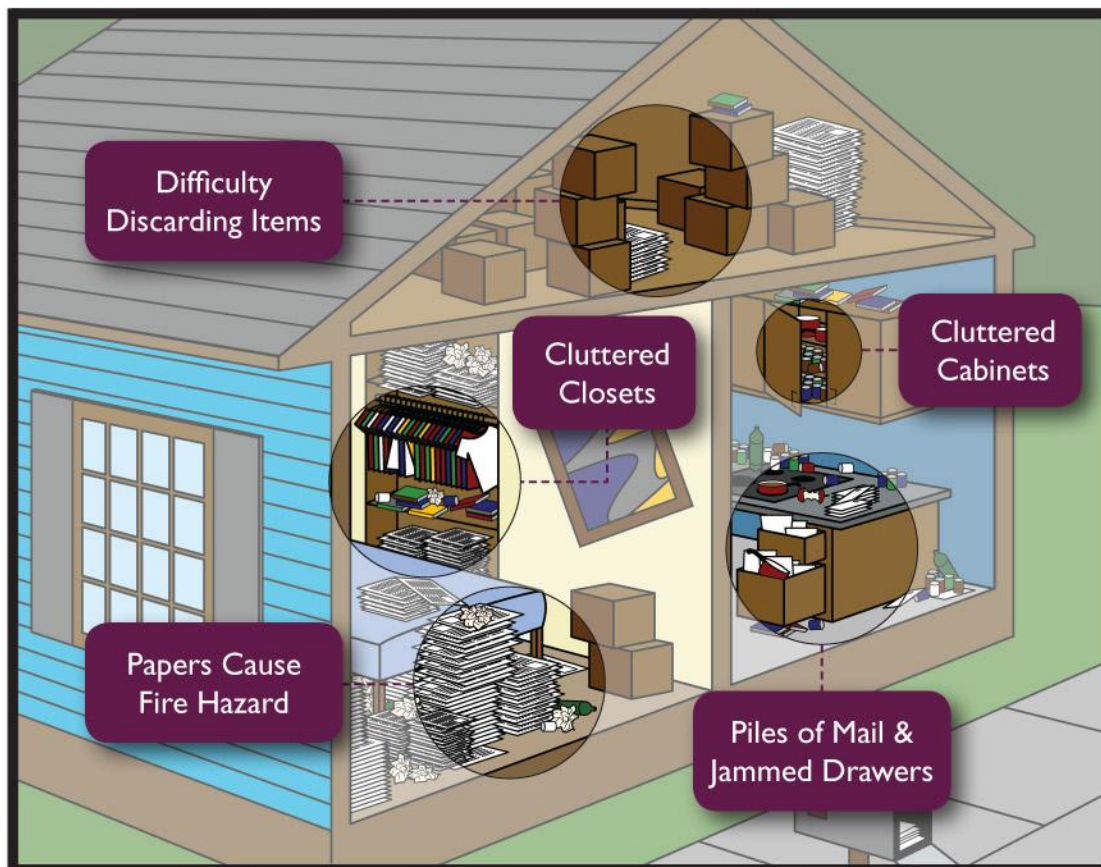 Difficulty
Discarding Items
Cluttered
Closets
Cluttered
Cabinets
Papers Cause
Fire Hazard
Piles of Mail &
Jammed Drawers